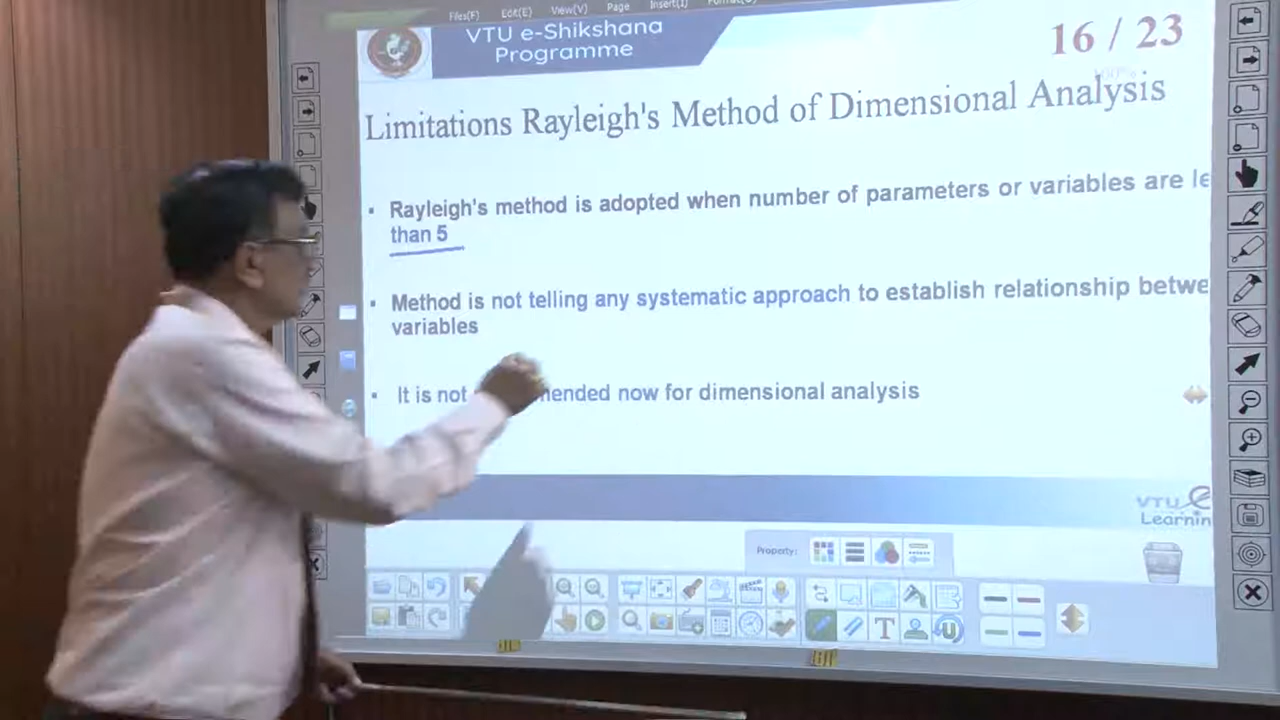 Files(F) Edit(E) View(V) Page Insert(I)
VTU e-Shikshana
Programme
16 / 23
100%
Limitations Rayleigh's Method of Dimensional Analysis
Rayleigh's method is adopted when number of parameters or variables are le
than 5
Method is not telling any systematic approach to establish relationship betwe
variables
It is not mended now for dimensional analysis
VTU e
Learnin
Property:
T